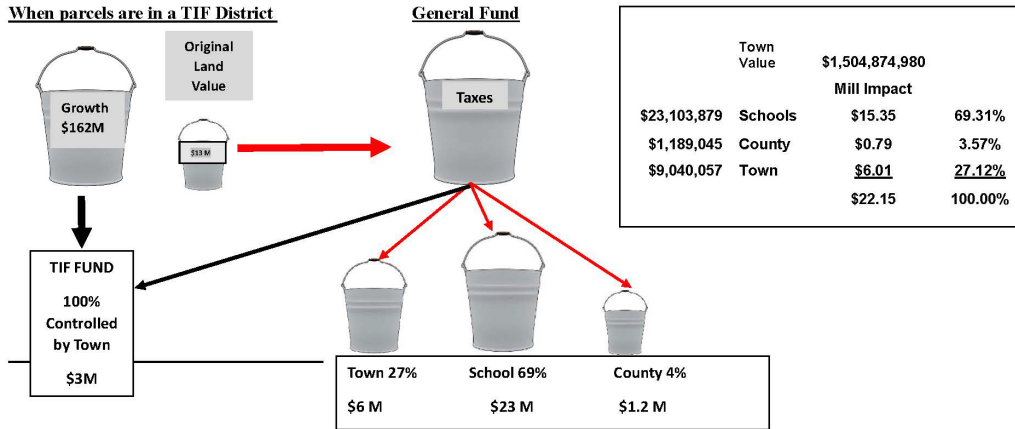 When parcels are in a TIF District
General Fund
Original
Land
Value
Growth
$162M
$13 M
Taxes
Town
Value $1,504,874,980
Mill Impact
$23,103,879 Schools $15.35 69.31%
$1,189,045 County $0.79 3.57%
$9,040,057 Town $6.01 27.12%
$22.15 100.00%
TIF FUND
100%
Controlled
by Town
$3M
Town 27% School 69% County 4%
$6 M $23 M $1.2 M